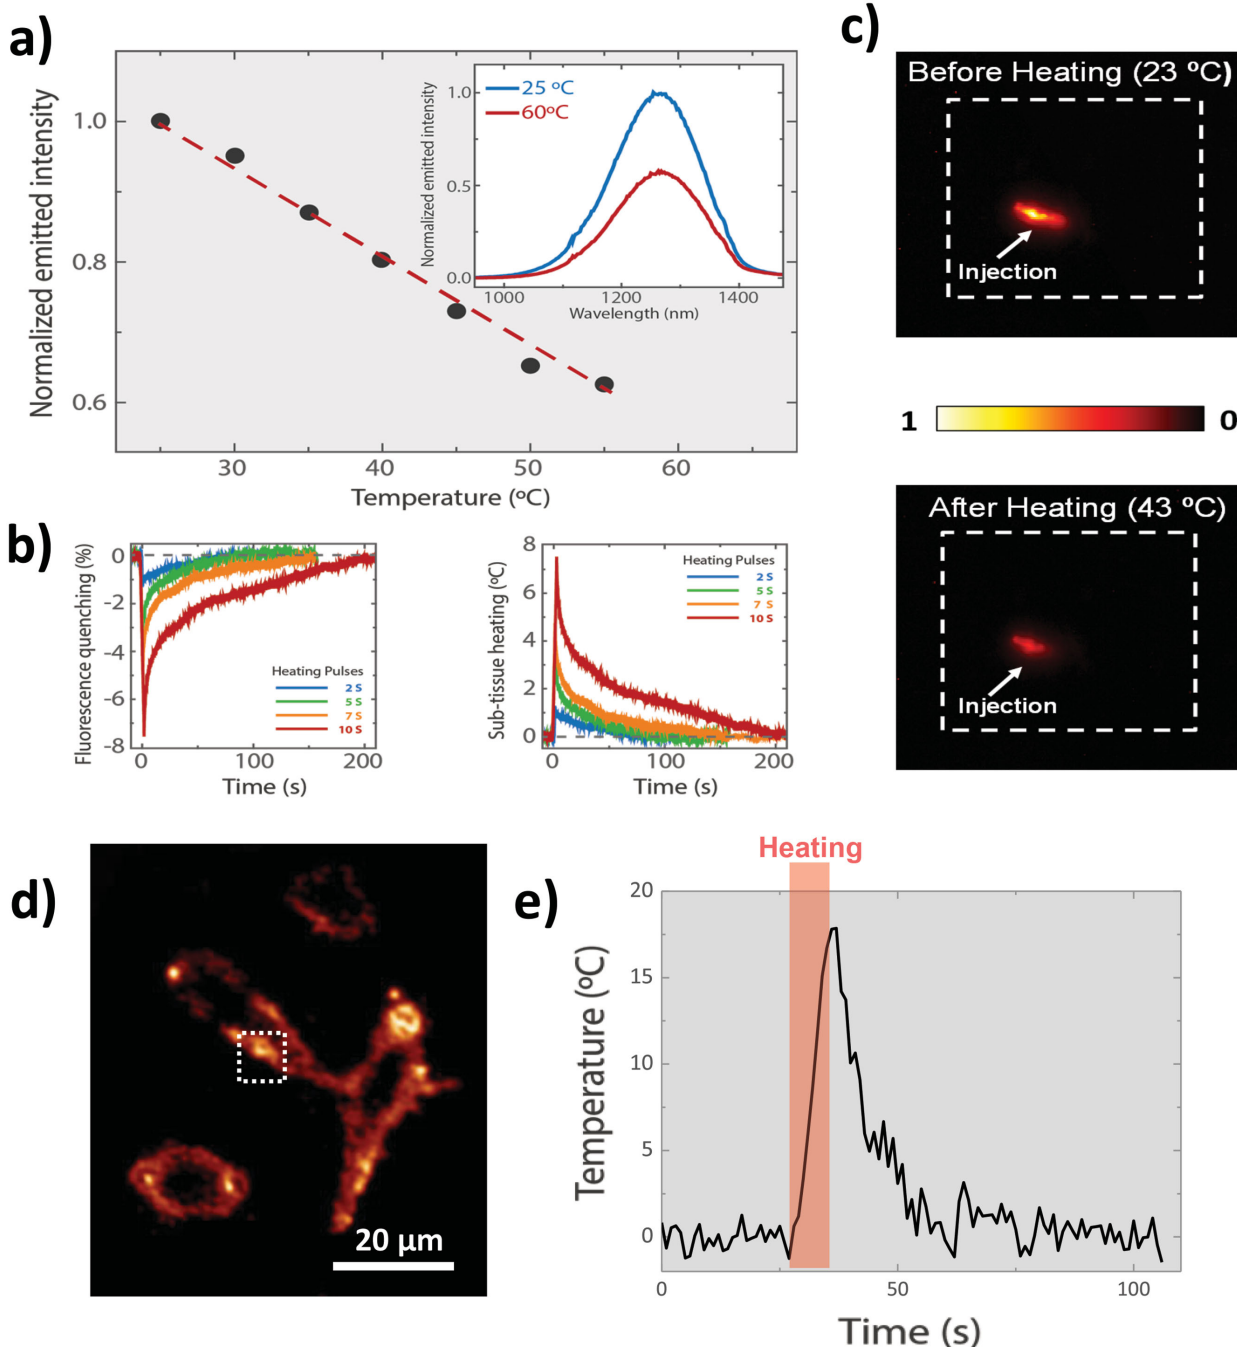 a)
Normalized emitted intensity
1.0
0.8
0.6
30
40
50
60
Temperature (ºC)
25 ºC
60ºC
Normalized emitted intensity
1.0
0.5
0.0
1000
1200
1400
Wavelength (nm)
b)
Fluorescence quenching (%)
0
-2
-4
-6
-8
Heating Pulses
2 S
5 S
7 S
10 S
0
100
200
Time (s)
Sub-tissue heating (ºC)
8
6
4
2
0
Heating Pulses
2 S
5 S
7 S
10 S
0
100
200
Time (s)
c)
Before Heating (23 ºC)
Injection
1
0
After Heating (43 ºC)
Injection
d)
20 µm
e)
Heating
Temperature (ºC)
20
15
10
5
0
0
50
100
Time (s)